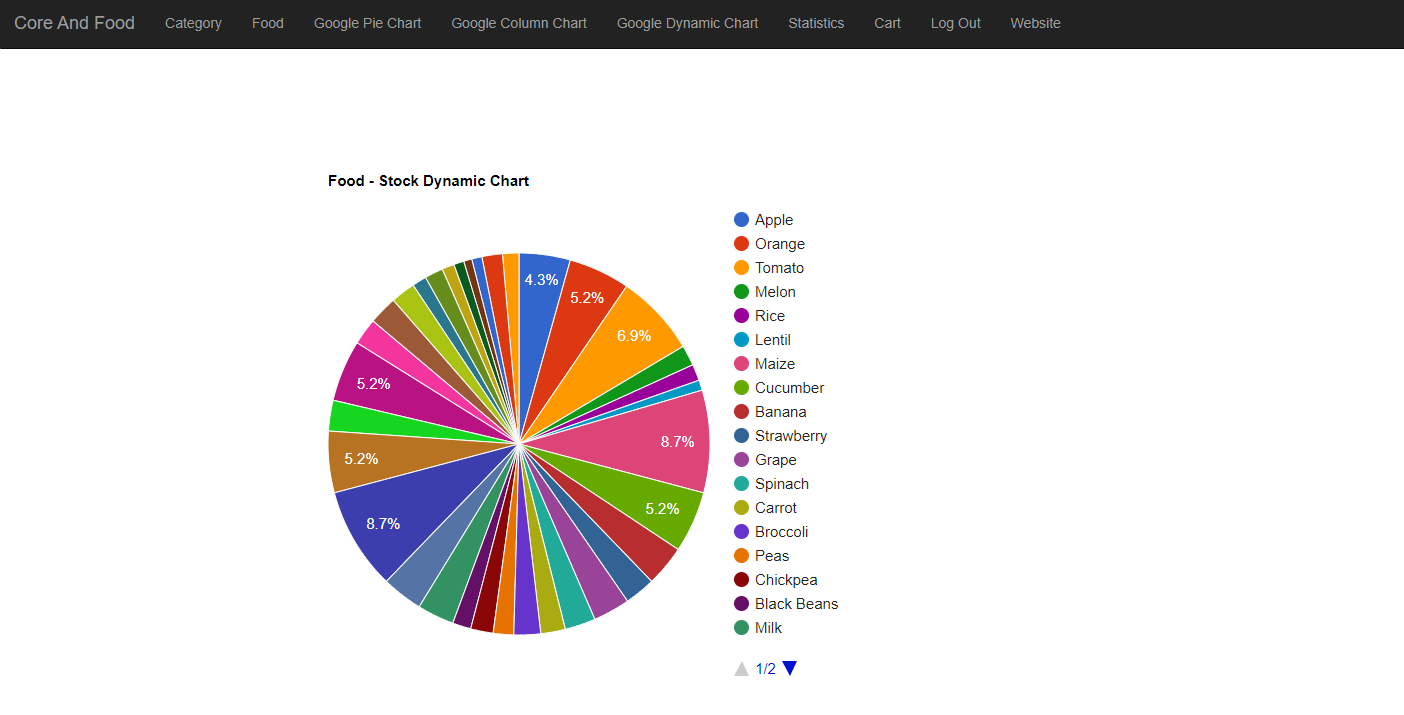 Core And Food Category Food Google Pie Chart Google Column Chart Google Dynamic Chart Statistics Cart Log Out Website
Food - Stock Dynamic Chart
4.3%
5.2%
6.9%
8.7%
5.2%
8.7%
5.2%
5.2%
Apple
Orange
Tomato
Melon
Rice
Lentil
Maize
Cucumber
Banana
Strawberry
Grape
Spinach
Carrot
Broccoli
Peas
Chickpea
Black Beans
Milk
1/2